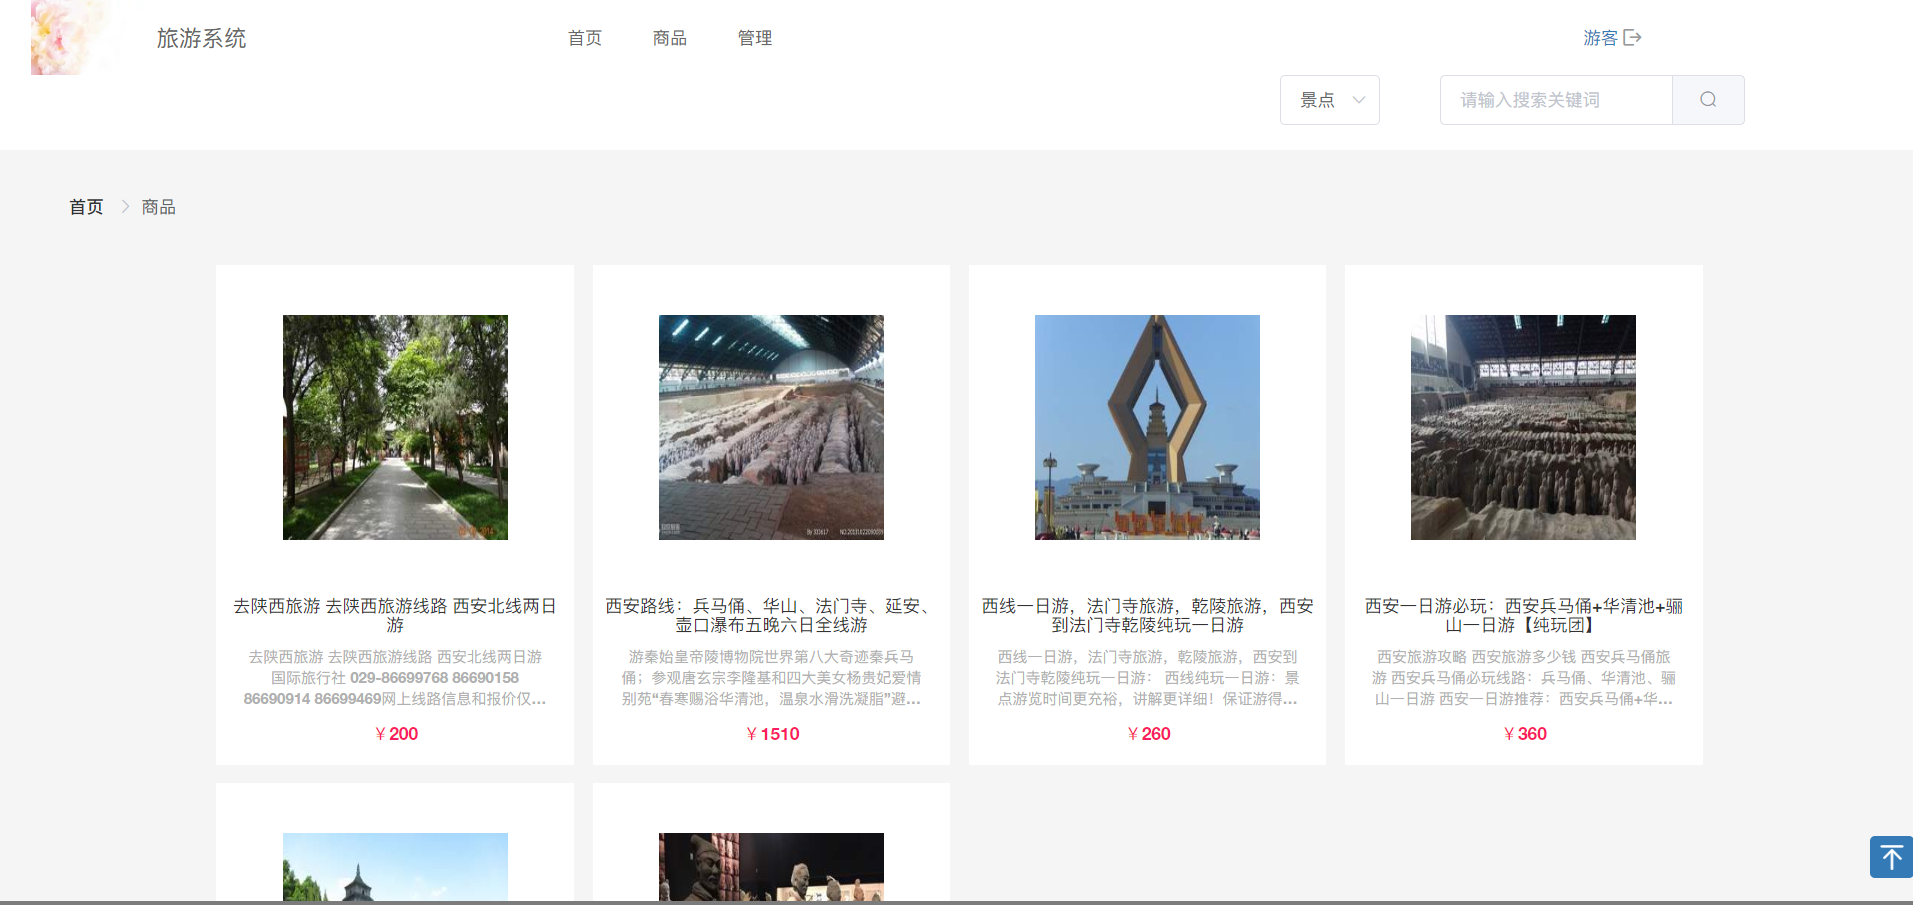 旅游系统
首页
商品
管理
游客
景点
请输入搜索关键词
首页
商品
去陕西旅游 去陕西旅游线路 西安北线两日
游
去陕西旅游 去陕西旅游线路 西安北线两日游
国际旅行社 029-86699768 86690158
86690914 86699469网上线路信息和报价仅...
¥200
西安路线：兵马俑、华山、法门寺、延安、
壶口瀑布五晚六日全线游
游秦始皇帝陵博物院世界第八大奇迹秦兵马
俑；参观唐玄宗李隆基和四大美女杨贵妃爱情
别苑“春寒赐浴华清池，温泉水滑洗凝脂”避...
¥1510
西线一日游，法门寺旅游，乾陵旅游，西安
到法门寺乾陵纯玩一日游
西线一日游，法门寺旅游，乾陵旅游，西安到
法门寺乾陵纯玩一日游： 西线纯玩一日游：景
点游览时间更充裕，讲解更详细！保证游得...
¥260
西安一日游必玩：西安兵马俑+华清池+骊
山一日游【纯玩团】
西安旅游攻略 西安旅游多少钱 西安兵马俑旅
游 西安兵马俑必玩线路：兵马俑、华清池、骊
山一日游 西安一日游推荐：西安兵马俑+华...
¥360